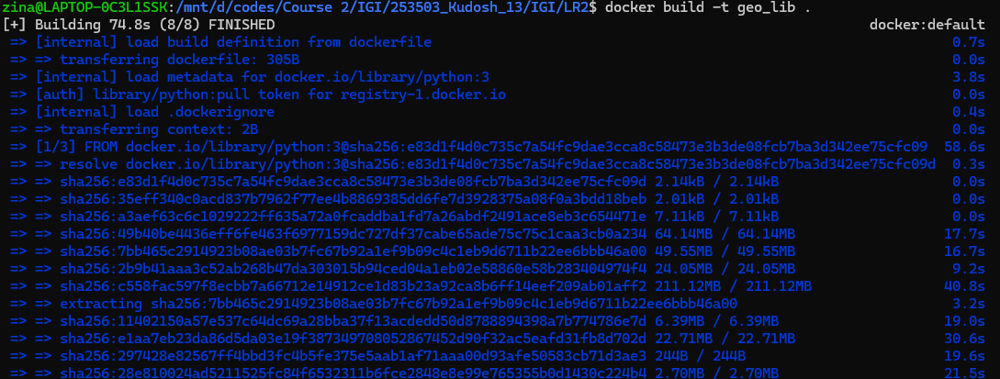 zina@LAPTOP-0C3L1SSK:/mnt/d/codes/Course 2/IGI/253503_Kudosh_13/IGI/LR2$ docker build -t geo_lib .
[+] Building 74.8s (8/8) FINISHED docker:default
=> [internal] load build definition from dockerfile 0.7s
=> => transferring dockerfile: 305B 0.0s
=> [internal] load metadata for docker.io/library/python:3 3.8s
=> [auth] library/python:pull token for registry-1.docker.io 0.0s
=> [internal] load .dockerignore 0.4s
=> => transferring context: 2B 0.0s
=> [1/3] FROM docker.io/library/python:3@sha256:e83d1f4d0c735c7a54fc9dae3cca8c58473e3b3de08fcb7ba3d342ee75cfc09 58.6s
=> => resolve docker.io/library/python:3@sha256:e83d1f4d0c735c7a54fc9dae3cca8c58473e3b3de08fcb7ba3d342ee75cfc09d 0.3s
=> => sha256:e83d1f4d0c735c7a54fc9dae3cca8c58473e3b3de08fcb7ba3d342ee75cfc09d 2.14kB / 2.14kB 0.0s
=> => sha256:35eff340c0acd837b7962f77ee4b8869385dd6fe7d3928375a08f0a3bdd18beb 2.01kB / 2.01kB 0.0s
=> => sha256:a3aef63c6c1029222ff635a72a0fcaddba1fd7a26abdf2491ace8eb3c654471e 7.11kB / 7.11kB 0.0s
=> => sha256:49b40be4436eff6fe463f6977159dc727df37cabe65ade75c75c1caa3cb0a234 64.14MB / 64.14MB 17.7s
=> => sha256:7bb465c2914923b08ae03b7fc67b92a1ef9b09c4c1eb9d6711b22ee6bbb46a00 49.55MB / 49.55MB 16.7s
=> => sha256:2b9b41aaa3c52ab268b47da303015b94ced04a1eb02e58860e58b283404974f4 24.05MB / 24.05MB 9.2s
=> => sha256:c558fac597f8ecbb7a66712e14912ce1d83b23a92ca8b6ff14eef209ab01aff2 211.12MB / 211.12MB 40.8s
=> => extracting sha256:7bb465c2914923b08ae03b7fc67b92a1ef9b09c4c1eb9d6711b22ee6bbb46a00 3.2s
=> => sha256:11402150a57e537c64dc69a28bba37f13acdedd50d8788894398a7b774786e7d 6.39MB / 6.39MB 19.0s
=> => sha256:e1aa7eb23da86d5da03e19f387349708052867452d90f32ac5eafd31fb8d702d 22.71MB / 22.71MB 30.6s
=> => sha256:297428e82567ff4bbd3fc4b5fe375e5aab1af71aaa00d93afe50583cb71d3ae3 244B / 244B 19.6s
=> => sha256:28e810024ad5211525fc84f6532311b6fce2848e8e99e765355b0d1430c224b4 2.70MB / 2.70MB 21.5s